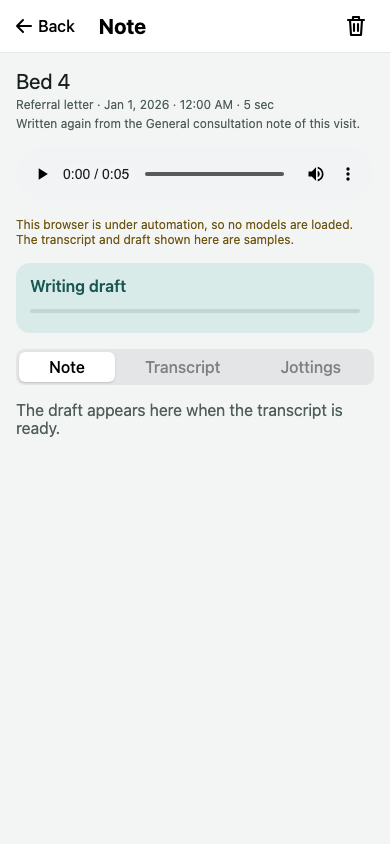 Back Note
Bed 4
Referral letter · Jan 1, 2026 · 12:00 AM · 5 sec
Written again from the General consultation note of this visit.
0:00 / 0:05
This browser is under automation, so no models are loaded.
The transcript and draft shown here are samples.
Writing draft
Note Transcript Jottings
The draft appears here when the transcript is
ready.